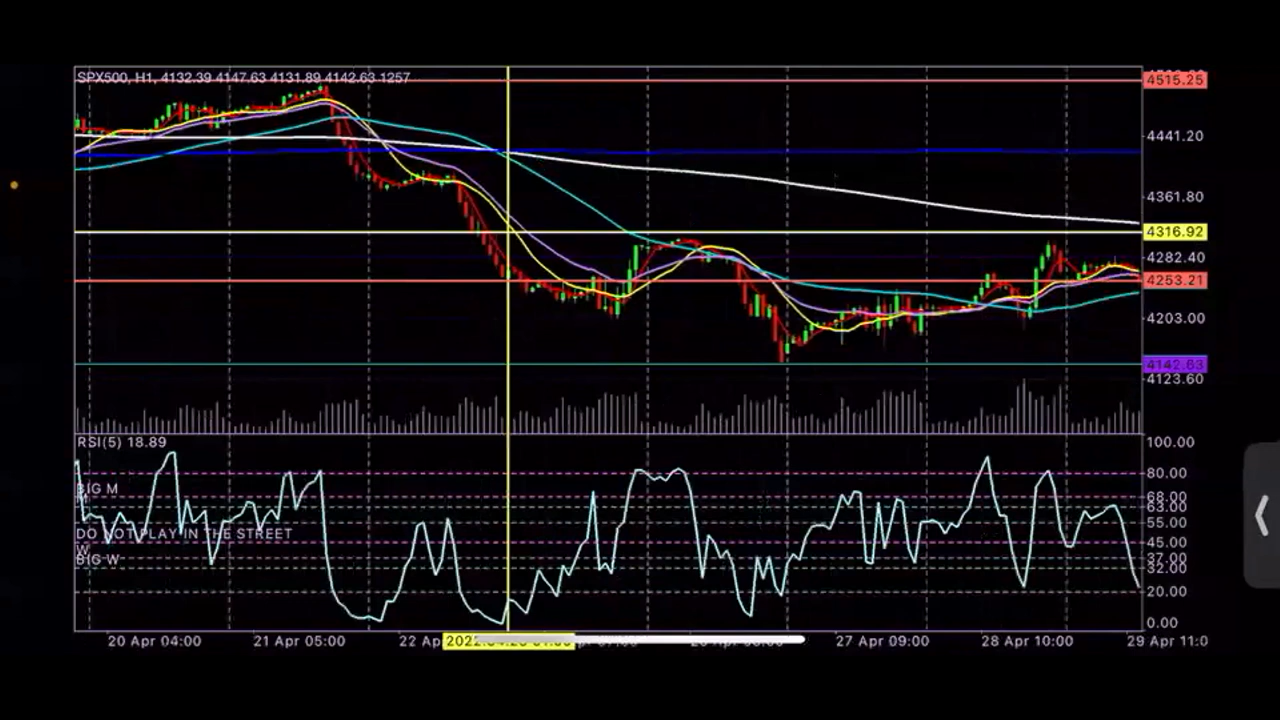 SPX500, H1, 4132.39 4147.63 4131.89 4142.63 1257
4515.25
4441.20
4361.80
4316.92
4282.40
4253.21
4203.00
4142.63
4123.60
RSI(5) 18.89
100.00
80.00
BIG M
68.00
63.00
55.00
DO NOT PLAY IN THE STREET
45.00
W
37.00
BIG W
32.00
20.00
0.00
20 Apr 04:00 21 Apr 05:00 22 Apr 27 Apr 09:00 28 Apr 10:00 29 Apr 11:0